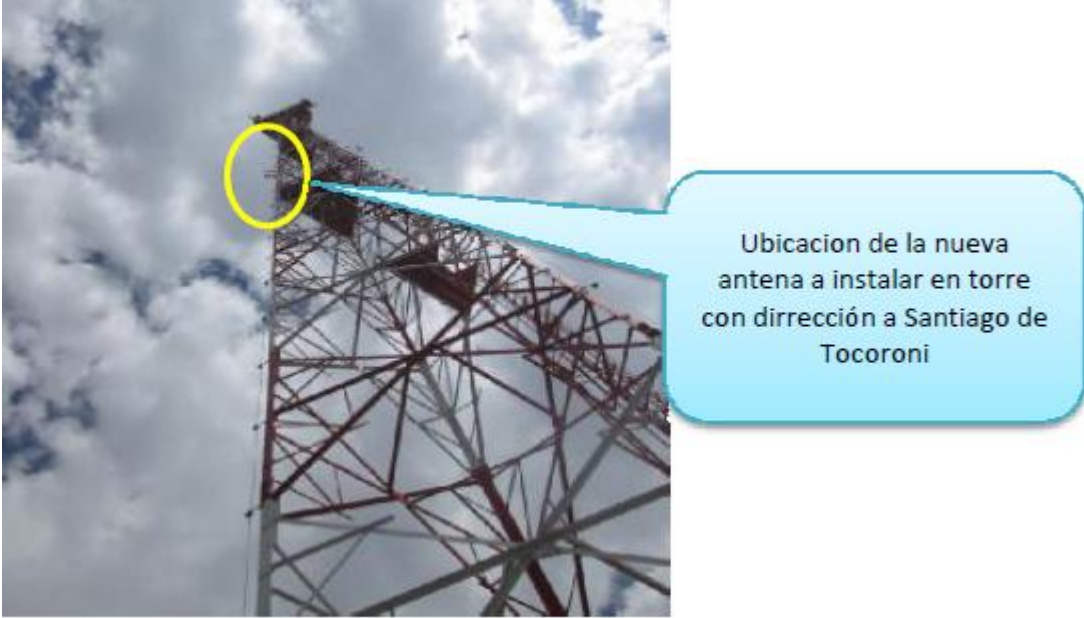 Ubicacion de la nueva
antena a instalar en torre
con dirrección a Santiago de
Tocoroni